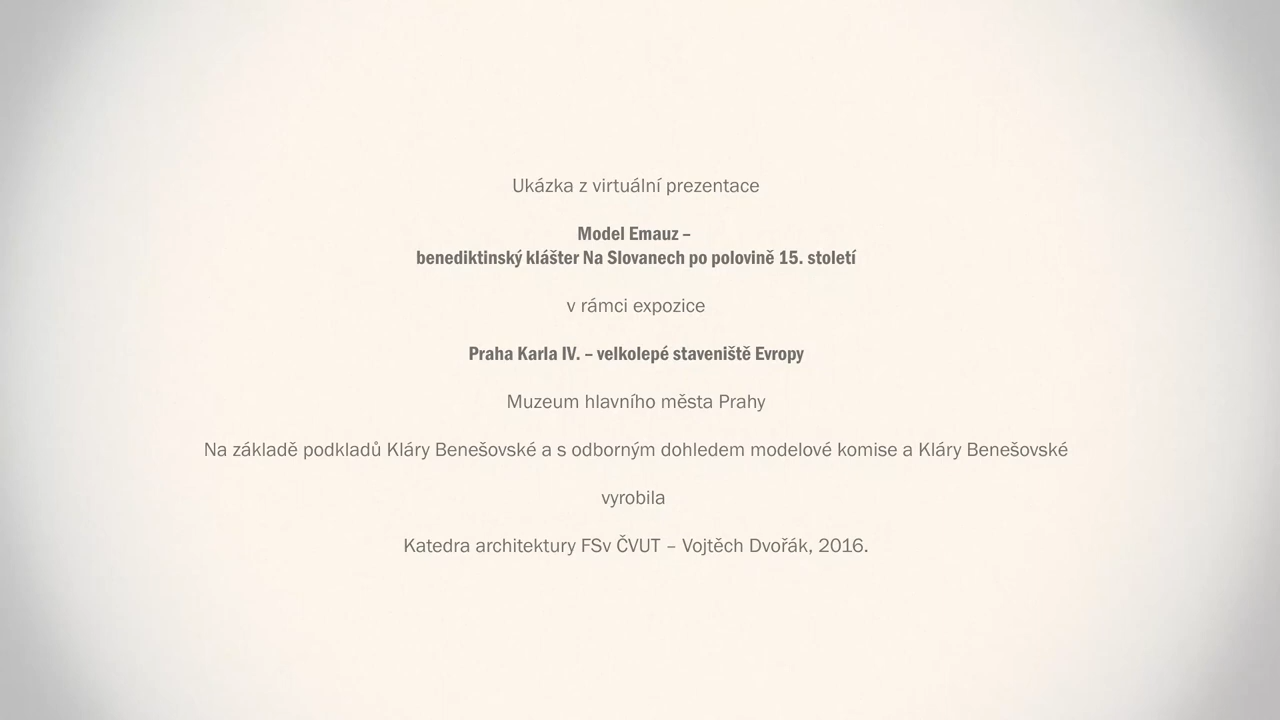 Ukázka z virtuální prezentace
Model Emauz –
benediktinský klášter Na Slovanech po polovině 15. století
v rámci expozice
Praha Karla IV. – velkolepé staveniště Evropy
Muzeum hlavního města Prahy
Na základě podkladů Kláry Benešovské a s odborným dohledem modelové komise a Kláry Benešovské
vyrobila
Katedra architektury FSv ČVUT – Vojtěch Dvořák, 2016.